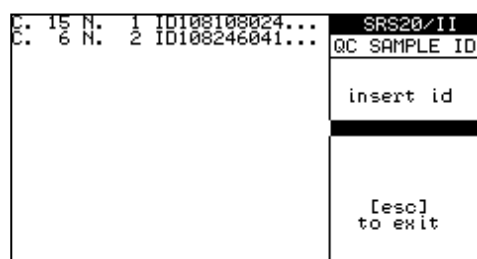 C. 15 N. 1 ID108108024...
C. 6 N. 2 ID108246041...
SRS20/II
QC SAMPLE ID
insert id
[esc]
to exit